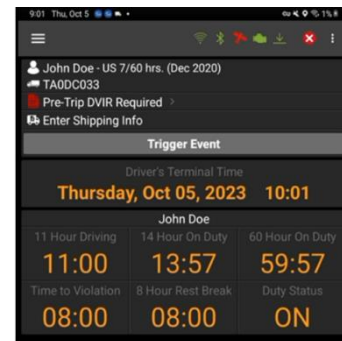 9:01 Thu, Oct 5
1%
John Doe - US 7/60 hrs. (Dec 2020)
TA0DC033
Pre-Trip DVIR Required >
Enter Shipping Info
Trigger Event
Driver's Terminal Time
Thursday, Oct 05, 2023 10:01
John Doe
11 Hour Driving 14 Hour On Duty 60 Hour On Duty
11:00 13:57 59:57
Time to Violation 8 Hour Rest Break Duty Status
08:00 08:00 ON